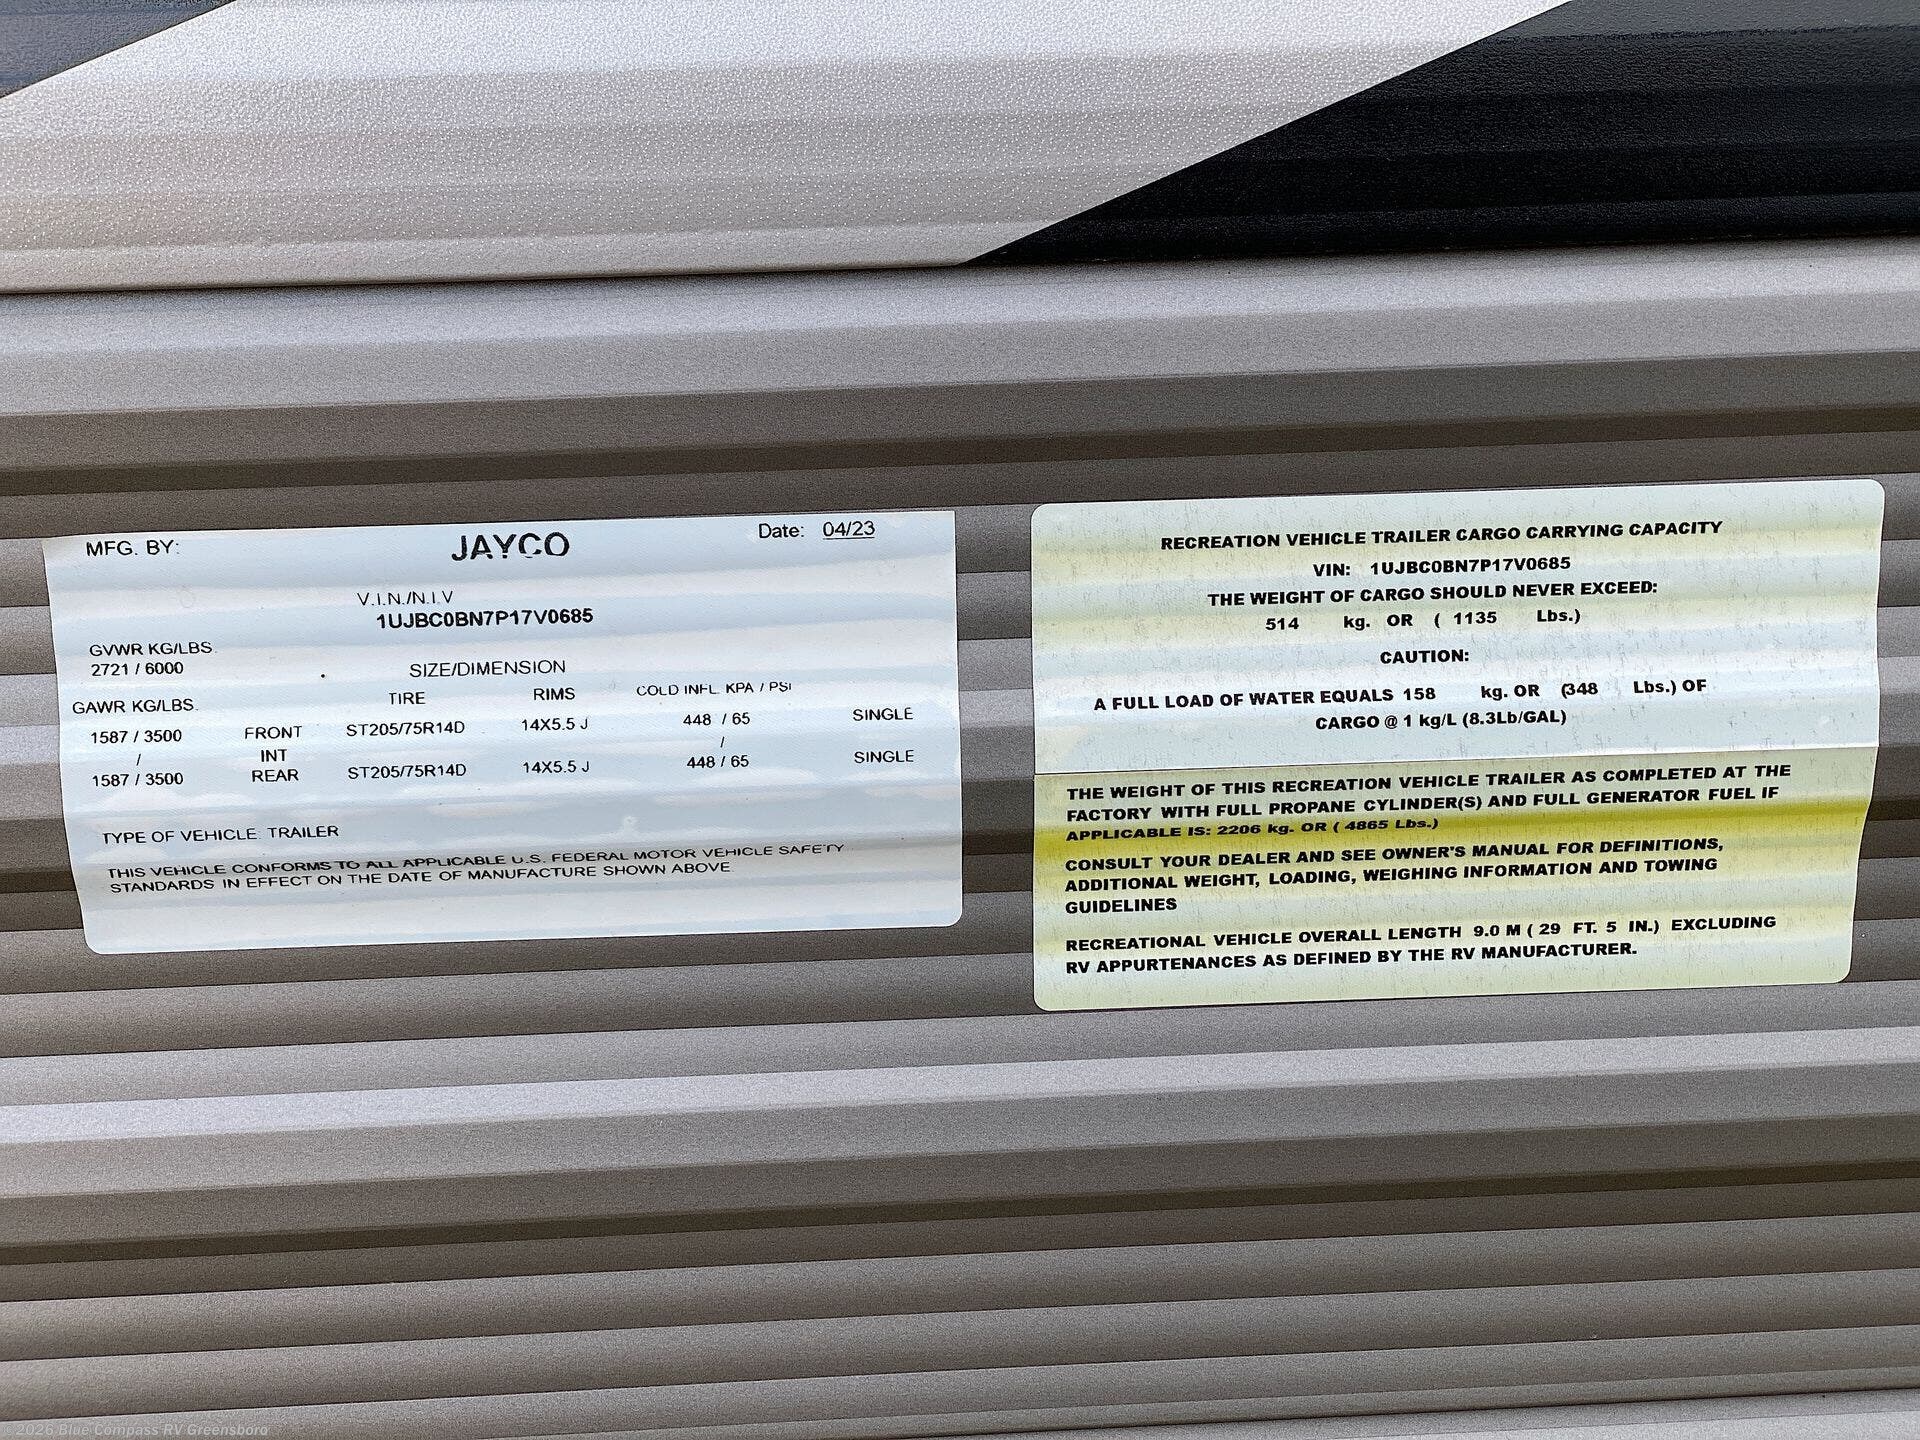 MFG. BY: JAYCO Date: 04/23
V.I.N./N.I.V
1UJBC0BN7P17V0685
GVWR KG/LBS.
2721 / 6000 SIZE/DIMENSION
GAWR KG/LBS. TIRE RIMS COLD INFL. KPA / PSI
1587 / 3500 FRONT ST205/75R14D 14X5.5 J 448 / 65 SINGLE
/ INT /
1587 / 3500 REAR ST205/75R14D 14X5.5 J 448 / 65 SINGLE
TYPE OF VEHICLE: TRAILER
THIS VEHICLE CONFORMS TO ALL APPLICABLE U.S. FEDERAL MOTOR VEHICLE SAFETY
STANDARDS IN EFFECT ON THE DATE OF MANUFACTURE SHOWN ABOVE.
RECREATION VEHICLE TRAILER CARGO CARRYING CAPACITY
VIN: 1UJBC0BN7P17V0685
THE WEIGHT OF CARGO SHOULD NEVER EXCEED:
514 kg. OR ( 1135 Lbs.)
CAUTION:
A FULL LOAD OF WATER EQUALS 158 kg. OR (348 Lbs.) OF
CARGO @ 1 kg/L (8.3Lb/GAL)
THE WEIGHT OF THIS RECREATION VEHICLE TRAILER AS COMPLETED AT THE
FACTORY WITH FULL PROPANE CYLINDER(S) AND FULL GENERATOR FUEL IF
APPLICABLE IS: 2206 kg. OR ( 4865 Lbs.)
CONSULT YOUR DEALER AND SEE OWNER'S MANUAL FOR DEFINITIONS,
ADDITIONAL WEIGHT, LOADING, WEIGHING INFORMATION AND TOWING
GUIDELINES
RECREATIONAL VEHICLE OVERALL LENGTH 9.0 M ( 29 FT. 5 IN.) EXCLUDING
RV APPURTENANCES AS DEFINED BY THE RV MANUFACTURER.
© 2026 Blue Compass RV Greensboro